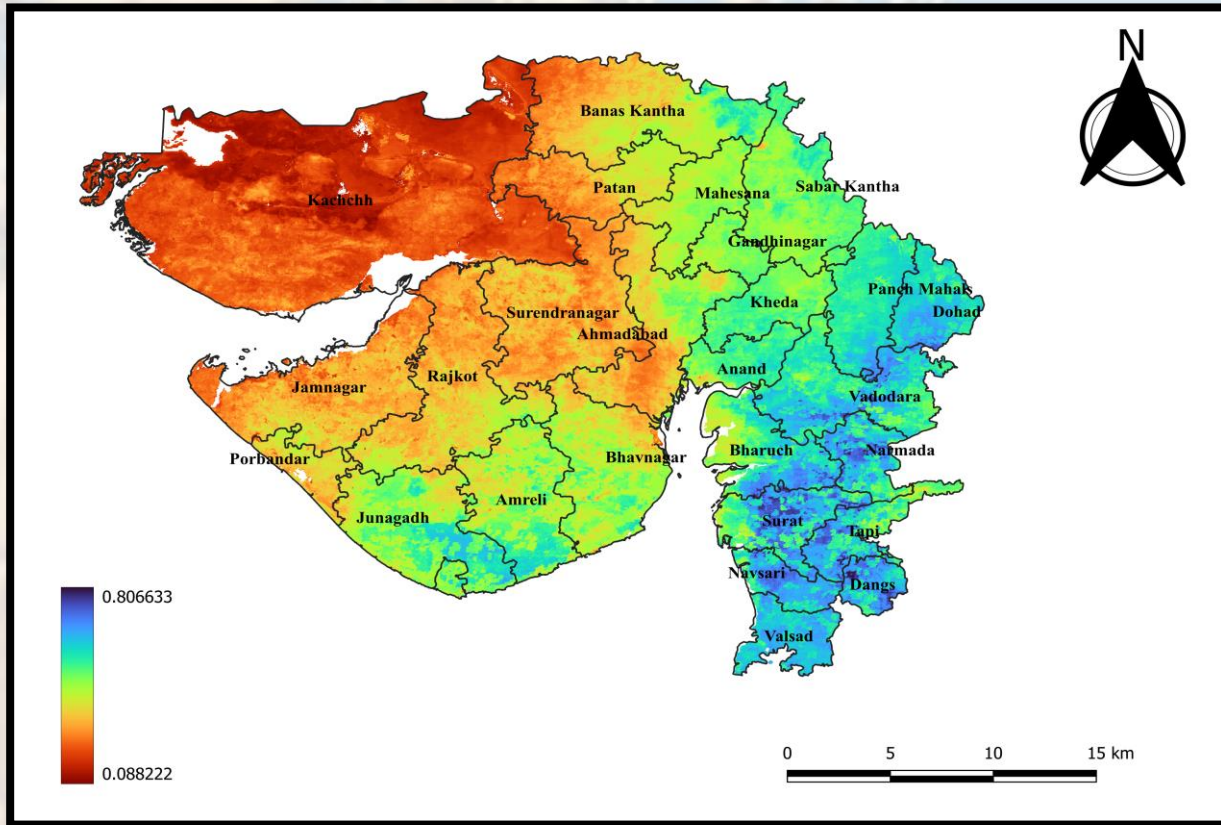 N
Banas Kantha
Patan
Mahesana
Sabar Kantha
Kachchh
Gandhinagar
Panch Mahals
Dohad
Kheda
Surendranagar
Ahmadabad
Anand
Jamnagar
Rajkot
Vadodara
Porbandar
Bhavnagar
Bharuch
Narmada
Amreli
Junagadh
Surat
Tapi
Navsari
Dangs
Valsad
0.806633
0.088222
0 5 10 15 km